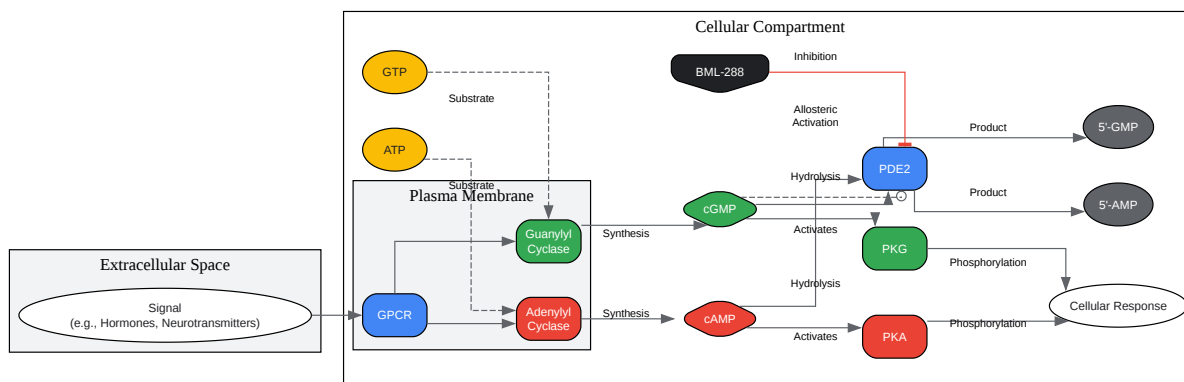 Cellular Compartment
GTP
Substrate
ATP
Substrate
BML-288
Inhibition
Allosteric
Activation
PDE2
Product
5'-GMP
Hydrolysis
Product
5'-AMP
Plasma Membrane
Guanylyl
Cyclase
Synthesis
cGMP
Activates
PKG
Phosphorylation
Extracellular Space
Signal
(e.g., Hormones, Neurotransmitters)
GPCR
Adenylyl
Cyclase
Synthesis
cAMP
Hydrolysis
Activates
PKA
Phosphorylation
Cellular Response